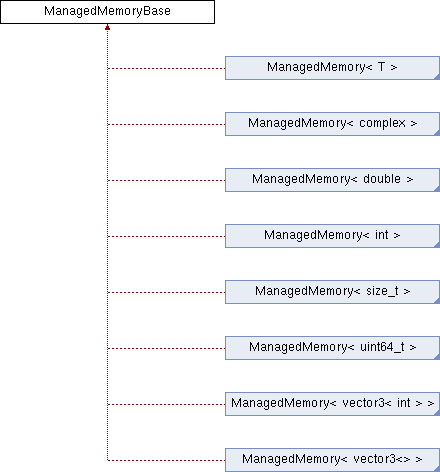 ManagedMemoryBase
ManagedMemory< T >
ManagedMemory< complex >
ManagedMemory< double >
ManagedMemory< int >
ManagedMemory< size_t >
ManagedMemory< uint64_t >
ManagedMemory< vector3< int > >
ManagedMemory< vector3<> >